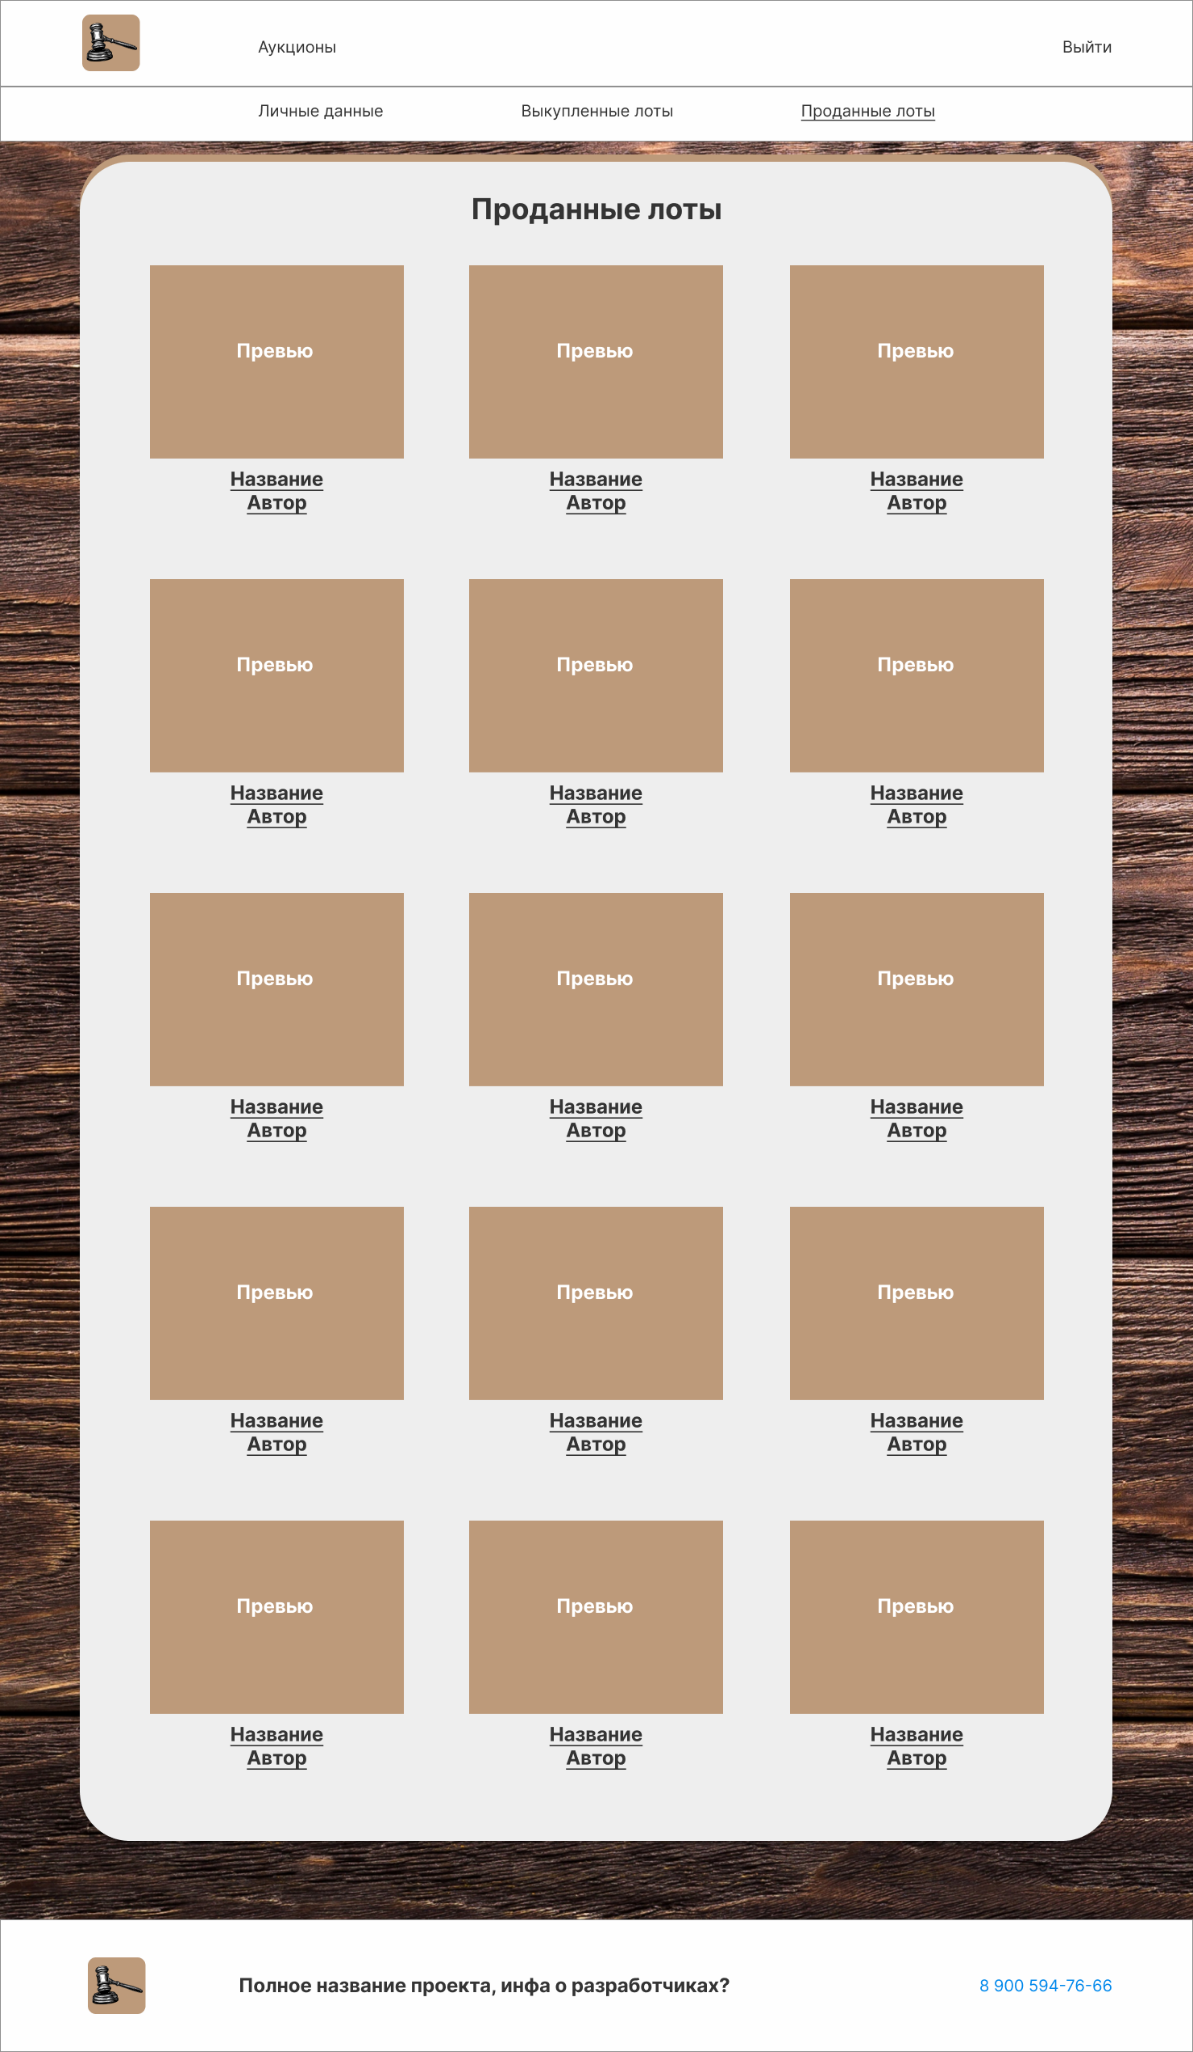 Аукционы
Выйти
Личные данные
Выкупленные лоты
Проданные лоты
Проданные лоты
Превью
Превью
Превью
Название
Автор
Название
Автор
Название
Автор
Превью
Превью
Превью
Название
Автор
Название
Автор
Название
Автор
Превью
Превью
Превью
Название
Автор
Название
Автор
Название
Автор
Превью
Превью
Превью
Название
Автор
Название
Автор
Название
Автор
Превью
Превью
Превью
Название
Автор
Название
Автор
Название
Автор
Полное название проекта, инфа о разработчиках?
8 900 594-76-66